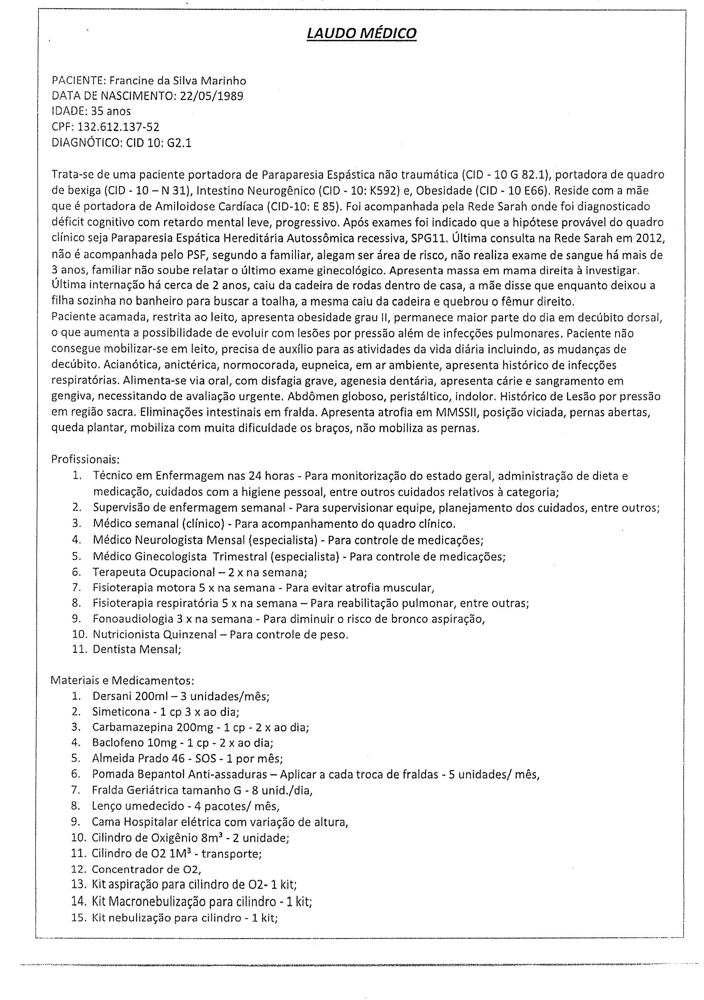 LAUDO MÉDICO
PACIENTE: Francine da Silva Marinho
DATA DE NASCIMENTO: 22/05/1989
IDADE: 35 anos
CPF: 132.612.137-52
DIAGNÓTICO: CID 10: G2.1
Trata-se de uma paciente portadora de Paraparesia Espástica não traumática (CID - 10 G 82.1), portadora de quadro
de bexiga (CID - 10 – N 31), Intestino Neurogênico (CID - 10: K592) e, Obesidade (CID - 10 E66). Reside com a mãe
que é portadora de Amiloidose Cardíaca (CID-10: E 85). Foi acompanhada pela Rede Sarah onde foi diagnosticado
déficit cognitivo com retardo mental leve, progressivo. Após exames foi indicado que a hipótese provável do quadro
clínico seja Paraparesia Espática Hereditária Autossômica recessiva, SPG11. Última consulta na Rede Sarah em 2012,
não é acompanhada pelo PSF, segundo a familiar, alegam ser área de risco, não realiza exame de sangue há mais de
3 anos, familiar não soube relatar o último exame ginecológico. Apresenta massa em mama direita à investigar.
Última internação há cerca de 2 anos, caiu da cadeira de rodas dentro de casa, a mãe disse que enquanto deixou a
filha sozinha no banheiro para buscar a toalha, a mesma caiu da cadeira e quebrou o fêmur direito.
Paciente acamada, restrita ao leito, apresenta obesidade grau II, permanece maior parte do dia em decúbito dorsal,
o que aumenta a possibilidade de evoluir com lesões por pressão além de infecções pulmonares. Paciente não
consegue mobilizar-se em leito, precisa de auxílio para as atividades da vida diária incluindo, as mudanças de
decúbito. Acianótica, anictérica, normocorada, eupneica, em ar ambiente, apresenta histórico de infecções
respiratórias. Alimenta-se via oral, com disfagia grave, agenesia dentária, apresenta cárie e sangramento em
gengiva, necessitando de avaliação urgente. Abdômen globoso, peristáltico, indolor. Histórico de Lesão por pressão
em região sacra. Eliminações intestinais em fralda. Apresenta atrofia em MMSSII, posição viciada, pernas abertas,
queda plantar, mobiliza com muita dificuldade os braços, não mobiliza as pernas.
Profissionais:
1. Técnico em Enfermagem nas 24 horas - Para monitorização do estado geral, administração de dieta e
medicação, cuidados com a higiene pessoal, entre outros cuidados relativos à categoria;
2. Supervisão de enfermagem semanal - Para supervisionar equipe, planejamento dos cuidados, entre outros;
3. Médico semanal (clínico) - Para acompanhamento do quadro clínico.
4. Médico Neurologista Mensal (especialista) - Para controle de medicações;
5. Médico Ginecologista Trimestral (especialista) - Para controle de medicações;
6. Terapeuta Ocupacional – 2 x na semana;
7. Fisioterapia motora 5 x na semana - Para evitar atrofia muscular,
8. Fisioterapia respiratória 5 x na semana – Para reabilitação pulmonar, entre outras;
9. Fonoaudiologia 3 x na semana - Para diminuir o risco de bronco aspiração,
10. Nutricionista Quinzenal – Para controle de peso.
11. Dentista Mensal;
Materiais e Medicamentos:
1. Dersani 200ml – 3 unidades/mês;
2. Simeticona - 1 cp 3 x ao dia;
3. Carbamazepina 200mg - 1 cp - 2 x ao dia;
4. Baclofeno 10mg - 1 cp - 2 x ao dia;
5. Almeida Prado 46 - SOS - 1 por mês;
6. Pomada Bepantol Anti-assaduras – Aplicar a cada troca de fraldas - 5 unidades/ mês,
7. Fralda Geriátrica tamanho G - 8 unid./dia,
8. Lenço umedecido - 4 pacotes/ mês,
9. Cama Hospitalar elétrica com variação de altura,
10. Cilindro de Oxigênio 8m³ - 2 unidade;
11. Cilindro de O2 1M³ - transporte;
12. Concentrador de O2,
13. Kit aspiração para cilindro de O2- 1 kit;
14. Kit Macronebulização para cilindro - 1 kit;
15. Kit nebulização para cilindro - 1 kit;